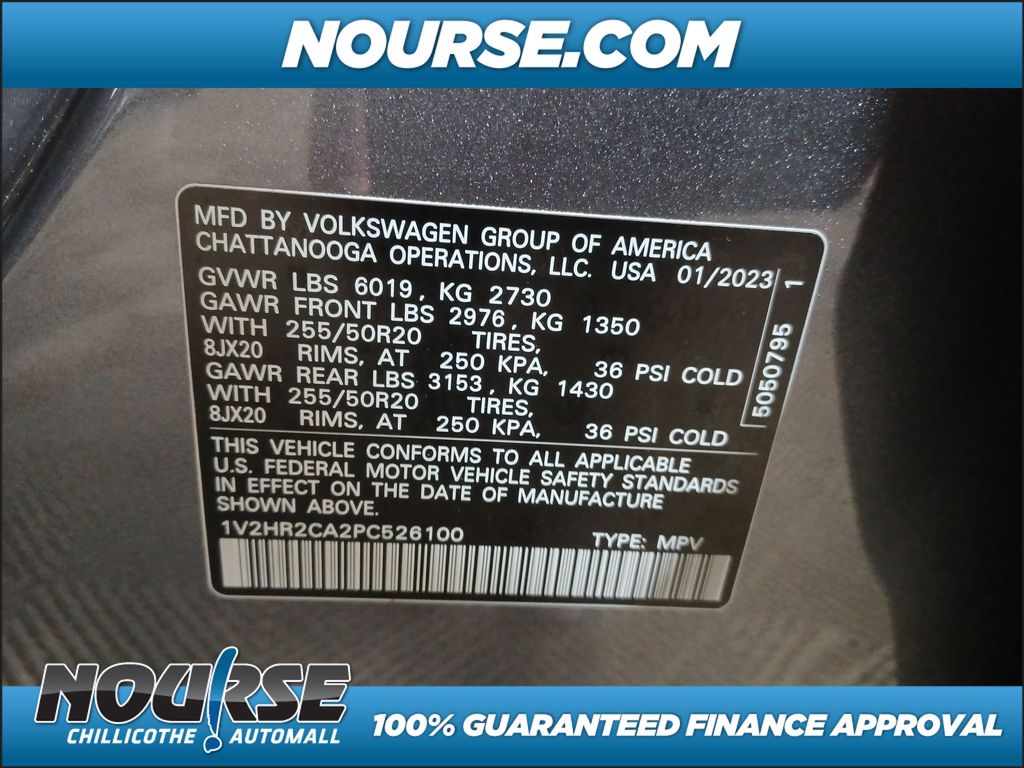 NOURSE.COM
MFD BY VOLKSWAGEN GROUP OF AMERICA
CHATTANOOGA OPERATIONS, LLC. USA 01/2023
GVWR LBS 6019, KG 2730
GAWR FRONT LBS 2976, KG 1350
WITH 255/50R20 TIRES,
8JX20 RIMS, AT 250 KPA, 36 PSI COLD
GAWR REAR LBS 3153, KG 1430
WITH 255/50R20 TIRES,
8JX20 RIMS, AT 250 KPA, 36 PSI COLD
5050795 1
THIS VEHICLE CONFORMS TO ALL APPLICABLE
U.S. FEDERAL MOTOR VEHICLE SAFETY STANDARDS
IN EFFECT ON THE DATE OF MANUFACTURE
SHOWN ABOVE.
1V2HR2CA2PC526100 TYPE: MPV
NOURSE
CHILLICOTHE AUTOMALL
100% GUARANTEED FINANCE APPROVAL